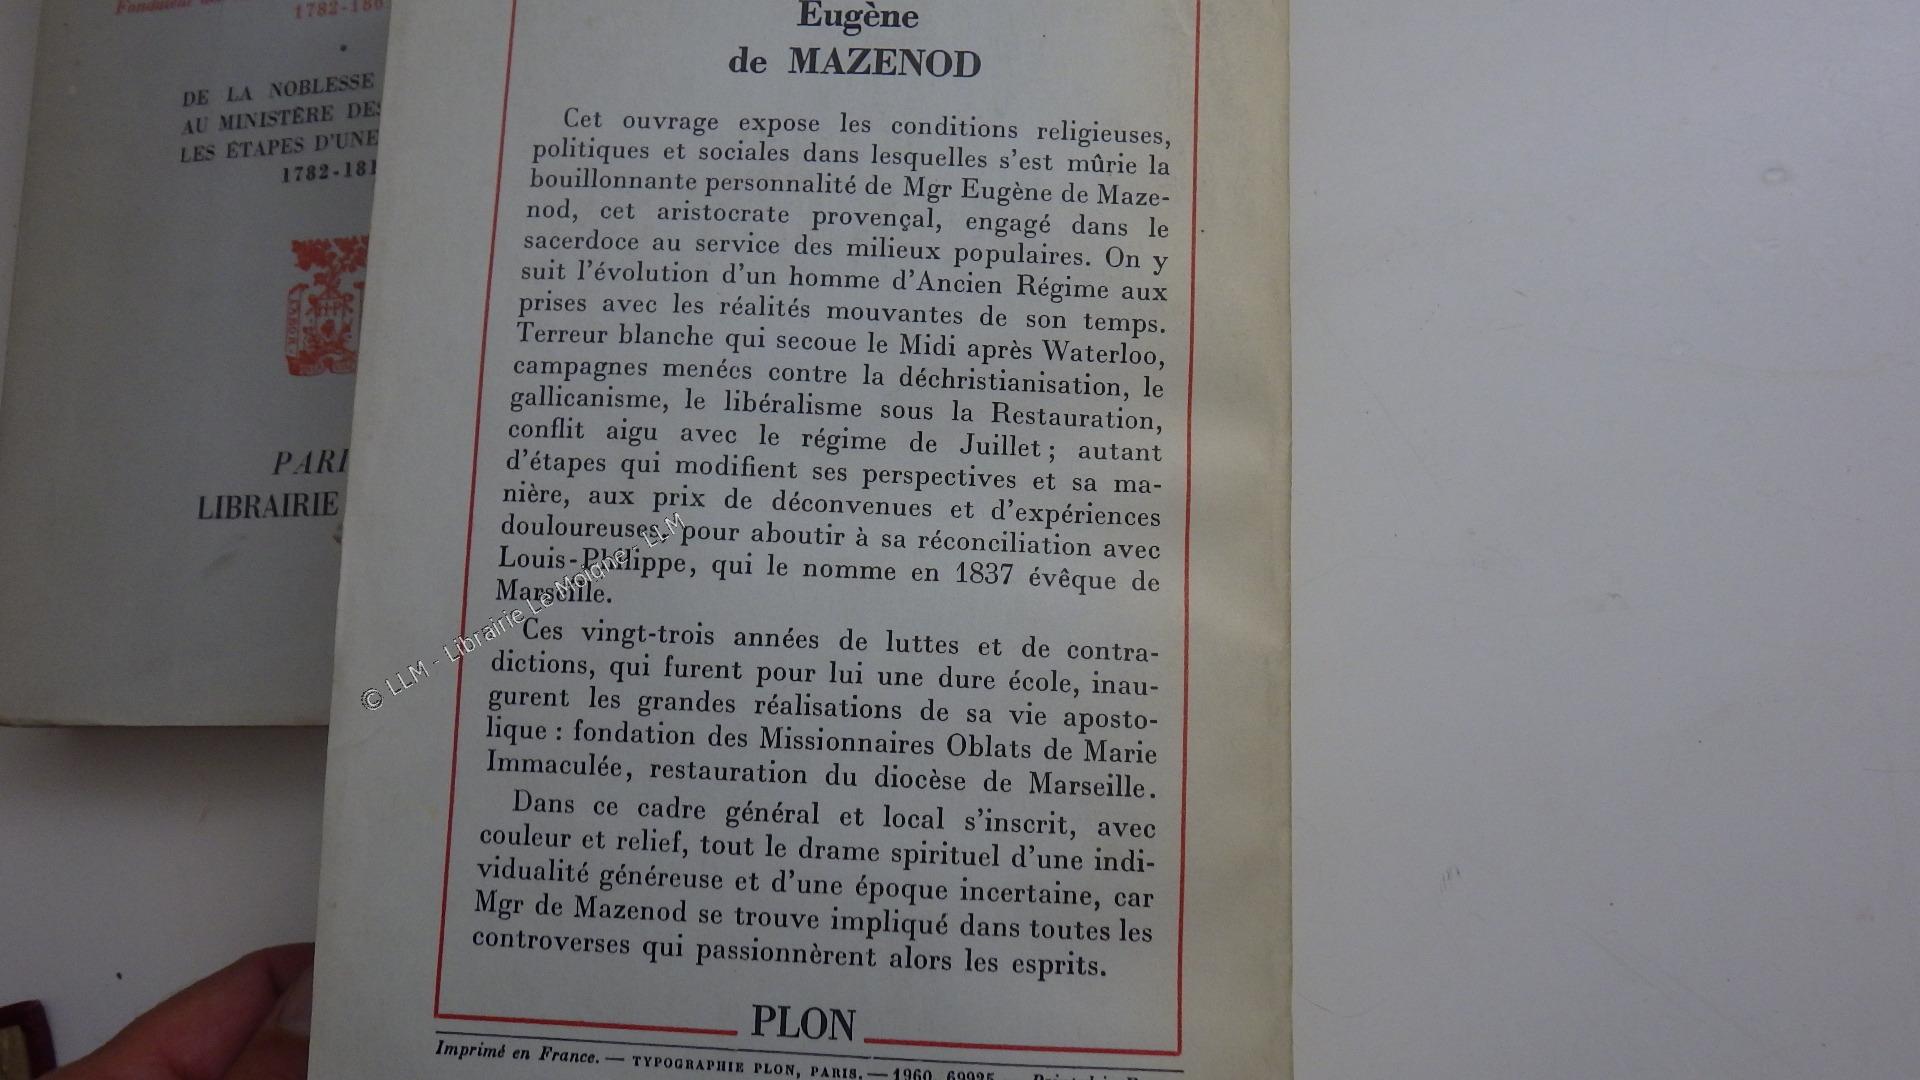 Fondateur
1782-186
DE LA NOBLESSE
AU MINISTÈRE DES
LES ÉTAPES D'UNE
1782-181
PARI
LIBRAIRIE
Eugène
de MAZENOD
Cet ouvrage expose les conditions religieuses,
politiques et sociales dans lesquelles s'est mûrie la
bouillonnante personnalité de Mgr Eugène de Maze-
nod, cet aristocrate provençal, engagé dans le
sacerdoce au service des milieux populaires. On y
suit l'évolution d'un homme d'Ancien Régime aux
prises avec les réalités mouvantes de son temps.
Terreur blanche qui secoue le Midi après Waterloo,
campagnes menées contre la déchristianisation, le
gallicanisme, le libéralisme sous la Restauration,
conflit aigu avec le régime de Juillet ; autant
d'étapes qui modifient ses perspectives et sa ma-
nière, aux prix de déconvenues et d'expériences
douloureuses, pour aboutir à sa réconciliation avec
Louis-Philippe, qui le nomme en 1837 évêque de
Marseille.
Ces vingt-trois années de luttes et de contra-
dictions, qui furent pour lui une dure école, inau-
gurent les grandes réalisations de sa vie aposto-
lique : fondation des Missionnaires Oblats de Marie
Immaculée, restauration du diocèse de Marseille.
Dans ce cadre général et local s'inscrit, avec
couleur et relief, tout le drame spirituel d'une indi-
vidualité généreuse et d'une époque incertaine, car
Mgr de Mazenod se trouve impliqué dans toutes les
controverses qui passionnèrent alors les esprits.
PLON
Imprimé en France. — TYPOGRAPHIE PLON, PARIS. — 1960. 69925.
© LLM - Librairie Le Moigne - LLM